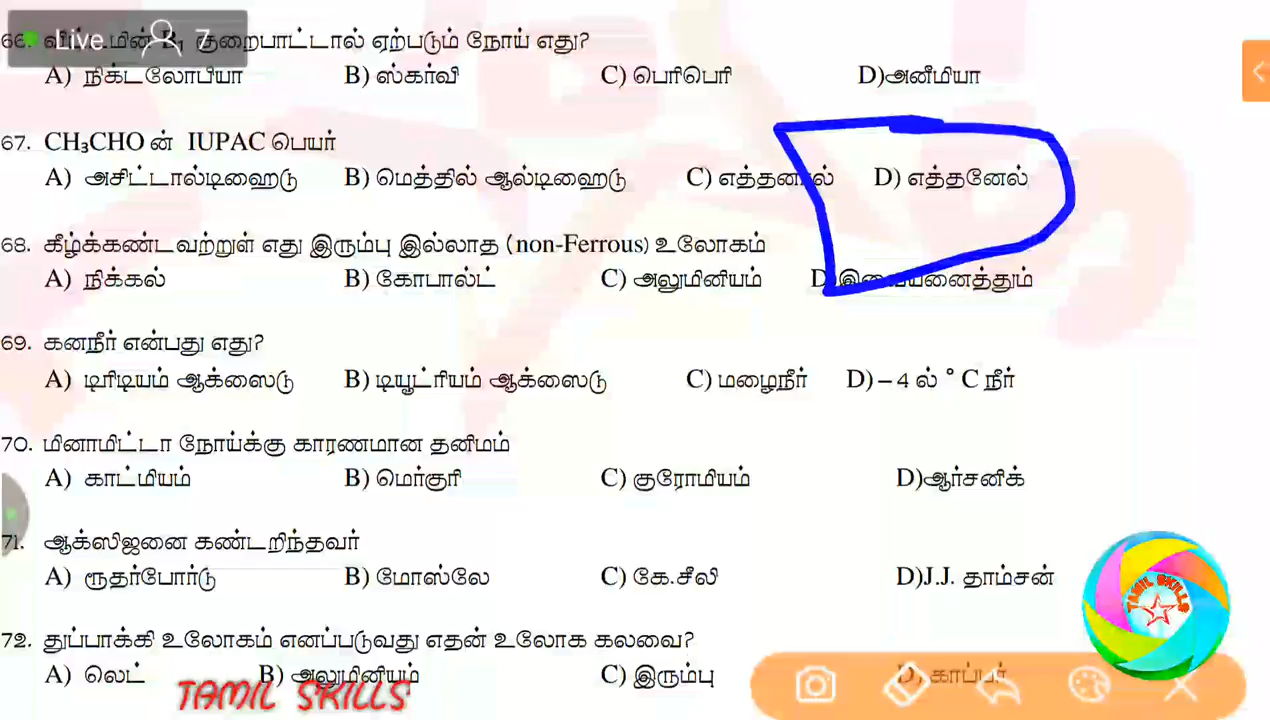 Live 7
66. விட்டமின் B₁ குறைபாட்டால் ஏற்படும் நோய் எது?
A) நிக்டலோபியா B) ஸ்கர்வி C) பெரிபெரி D)அனீமியா
67. CH₃CHO ன் IUPAC பெயர்
A) அசிட்டால்டிஹைடு B) மெத்தில் ஆல்டிஹைடு C) எத்தனால் D) எத்தனேல்
68. கீழ்க்கண்டவற்றுள் எது இரும்பு இல்லாத (non-Ferrous) உலோகம்
A) நிக்கல் B) கோபால்ட் C) அலுமினியம் D)இவையனைத்தும்
69. கனநீர் என்பது எது?
A) டிரிடியம் ஆக்ஸைடு B) டியூட்ரியம் ஆக்ஸைடு C) மழைநீர் D) – 4 ல் ° C நீர்
70. மினாமிட்டா நோய்க்கு காரணமான தனிமம்
A) காட்மியம் B) மெர்குரி C) குரோமியம் D)ஆர்சனிக்
71. ஆக்ஸிஜனை கண்டறிந்தவர்
A) ரூதர்போர்டு B) மோஸ்லே C) கே.சீலி D)J.J. தாம்சன்
TAMIL SKILLS
72. துப்பாக்கி உலோகம் எனப்படுவது எதன் உலோக கலவை?
A) லெட் B) அலுமினியம் C) இரும்பு D) காப்பர்
TAMIL SKILLS